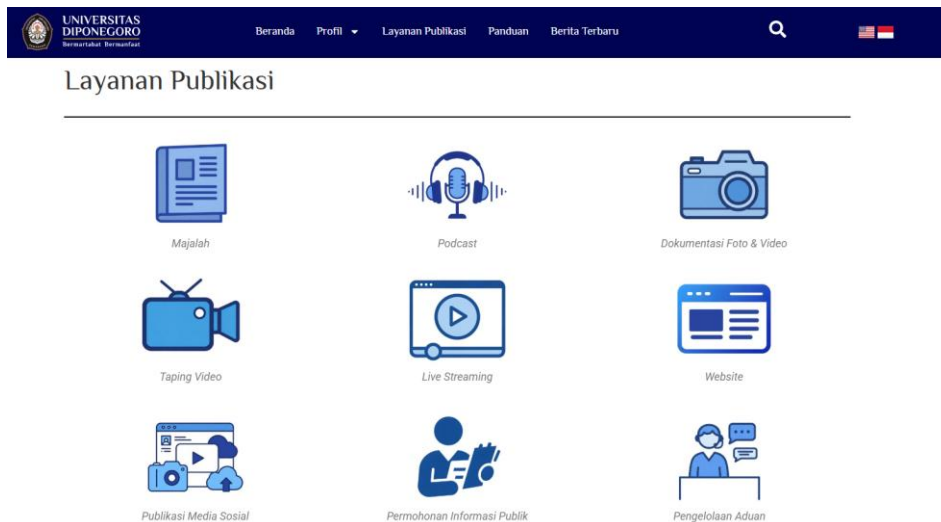 UNIVERSITAS
DIPONEGORO
Bermartabat Bermanfaat
Beranda Profil Layanan Publikasi Panduan Berita Terbaru
Layanan Publikasi
Majalah Podcast Dokumentasi Foto & Video
Taping Video Live Streaming Website
Publikasi Media Sosial Permohonan Informasi Publik Pengelolaan Aduan